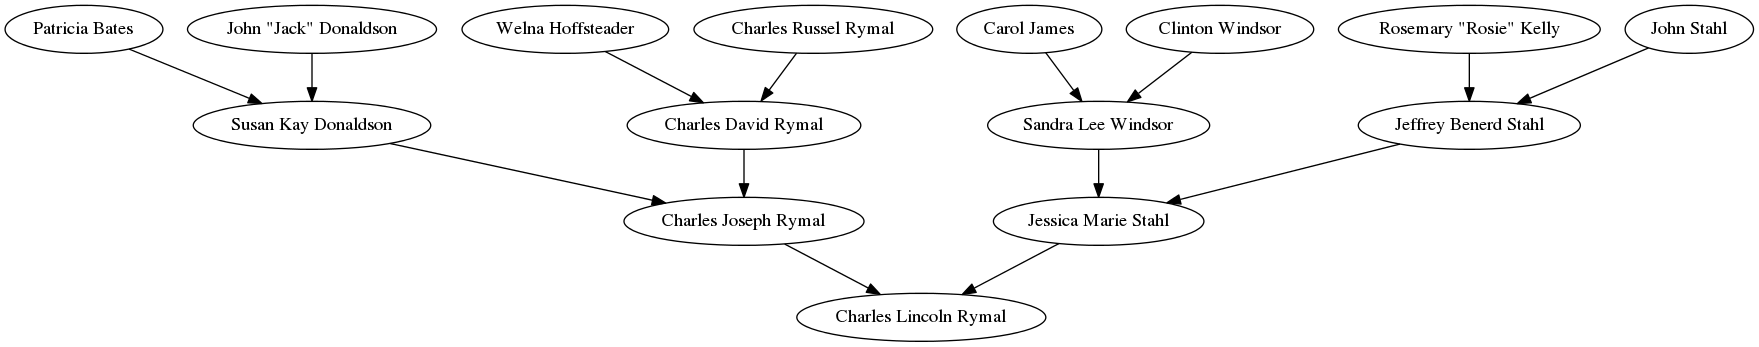 Patricia Bates
John "Jack" Donaldson
Welna Hoffsteader
Charles Russel Rymal
Carol James
Clinton Windsor
Rosemary "Rosie" Kelly
John Stahl
Susan Kay Donaldson
Charles David Rymal
Sandra Lee Windsor
Jeffrey Benerd Stahl
Charles Joseph Rymal
Jessica Marie Stahl
Charles Lincoln Rymal